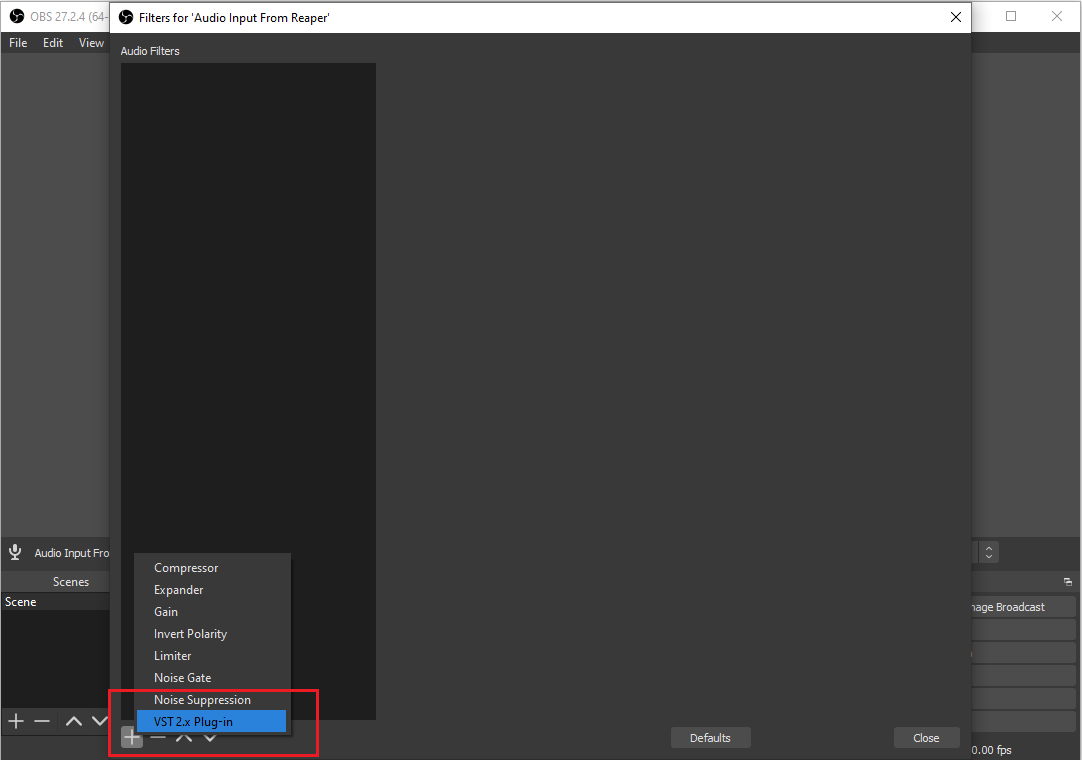 OBS 27.2.4 (64-
Filters for 'Audio Input From Reaper'
File Edit View
Audio Filters
Audio Input Fro
Scenes
Scene
Compressor
Expander
Gain
Invert Polarity
Limiter
Noise Gate
Noise Suppression
VST 2.x Plug-in
Defaults
Close
nage Broadcast
0.00 fps